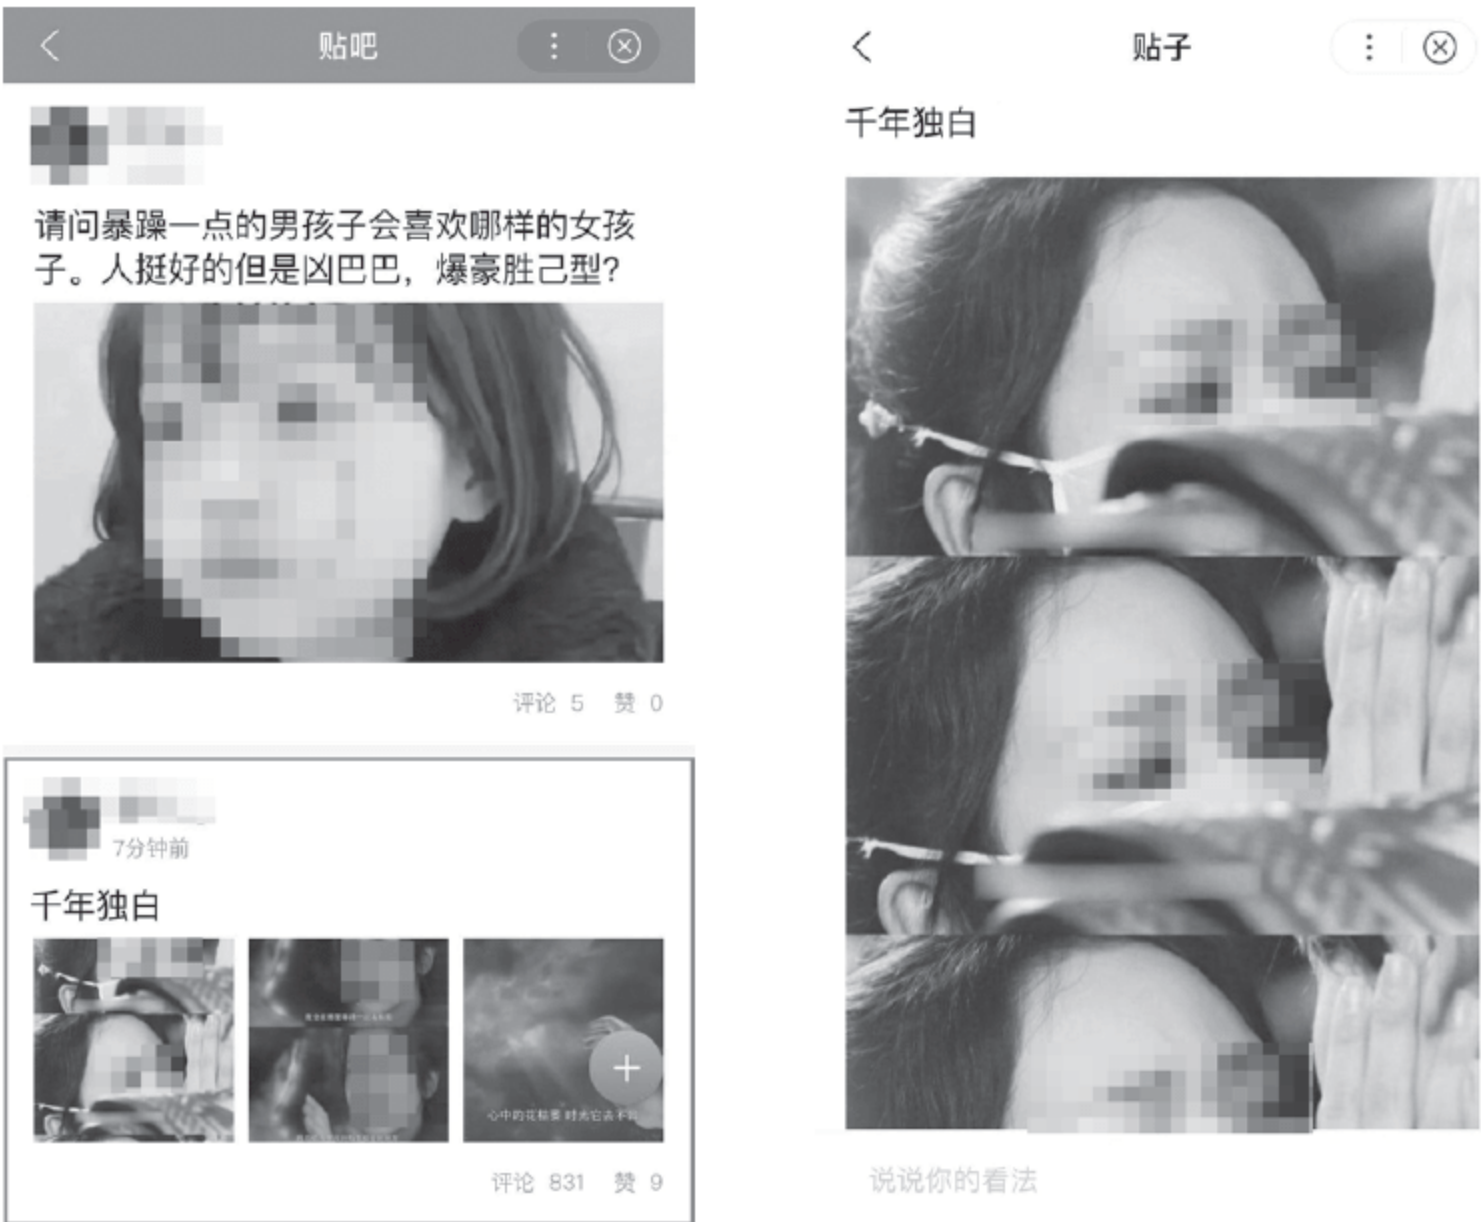 贴吧
请问暴躁一点的男孩子会喜欢哪样的女孩
子。人挺好的但是凶巴巴，爆豪胜己型？
评论 5 赞 0
7分钟前
千年独白
评论 831 赞 9
贴子
千年独白
说说你的看法